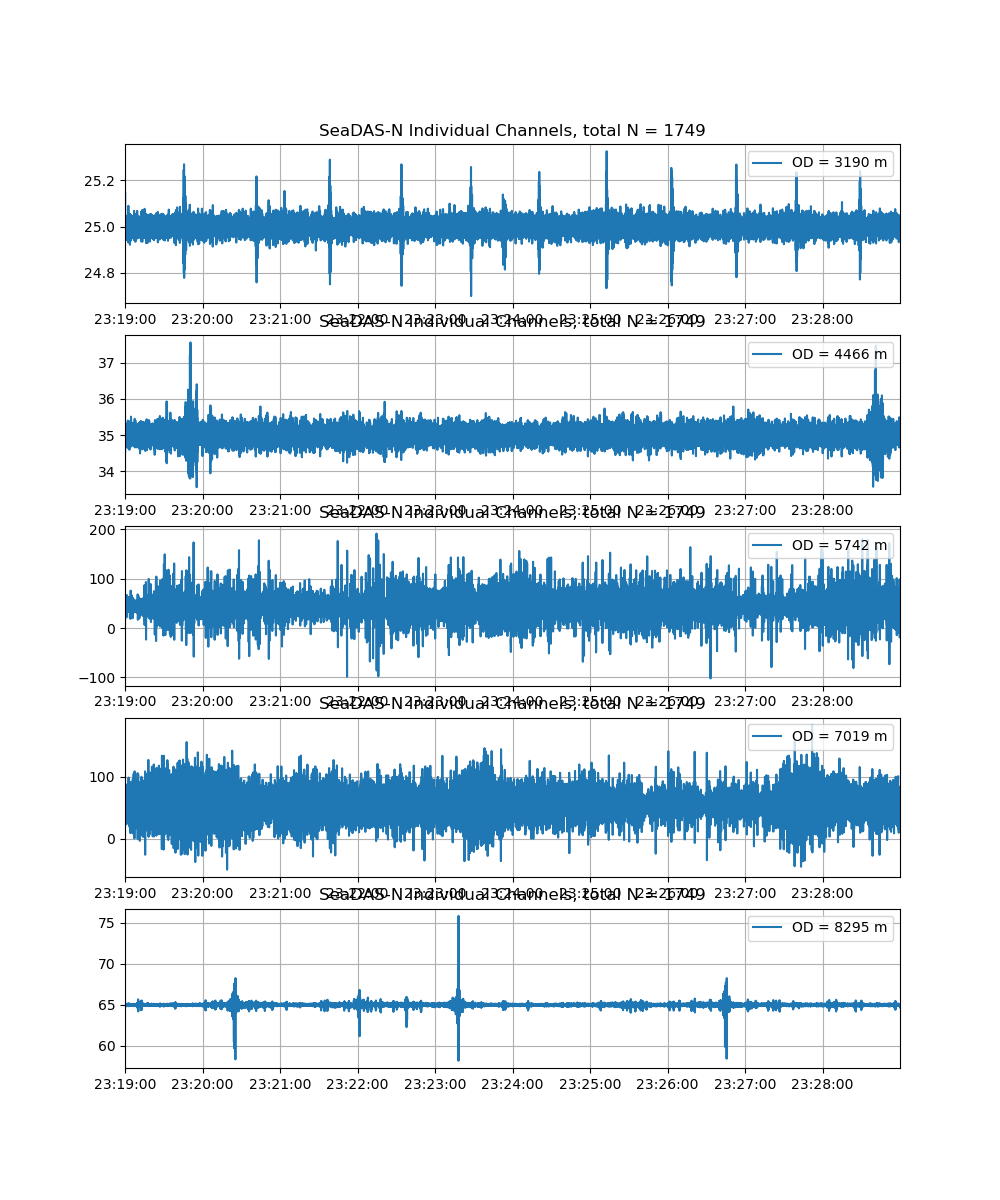 SeaDAS-N Individual Channels, total N = 1749
OD = 3190 m
25.2
25.0
24.8
23:19:00 23:20:00 23:21:00 23:22:00 23:23:00 23:24:00 23:25:00 23:26:00 23:27:00 23:28:00
SeaDAS-N Individual Channels, total N = 1749
OD = 4466 m
37
36
35
34
23:19:00 23:20:00 23:21:00 23:22:00 23:23:00 23:24:00 23:25:00 23:26:00 23:27:00 23:28:00
SeaDAS-N Individual Channels, total N = 1749
OD = 5742 m
200
100
0
−100
23:19:00 23:20:00 23:21:00 23:22:00 23:23:00 23:24:00 23:25:00 23:26:00 23:27:00 23:28:00
SeaDAS-N Individual Channels, total N = 1749
OD = 7019 m
100
0
23:19:00 23:20:00 23:21:00 23:22:00 23:23:00 23:24:00 23:25:00 23:26:00 23:27:00 23:28:00
SeaDAS-N Individual Channels, total N = 1749
OD = 8295 m
75
70
65
60
23:19:00 23:20:00 23:21:00 23:22:00 23:23:00 23:24:00 23:25:00 23:26:00 23:27:00 23:28:00